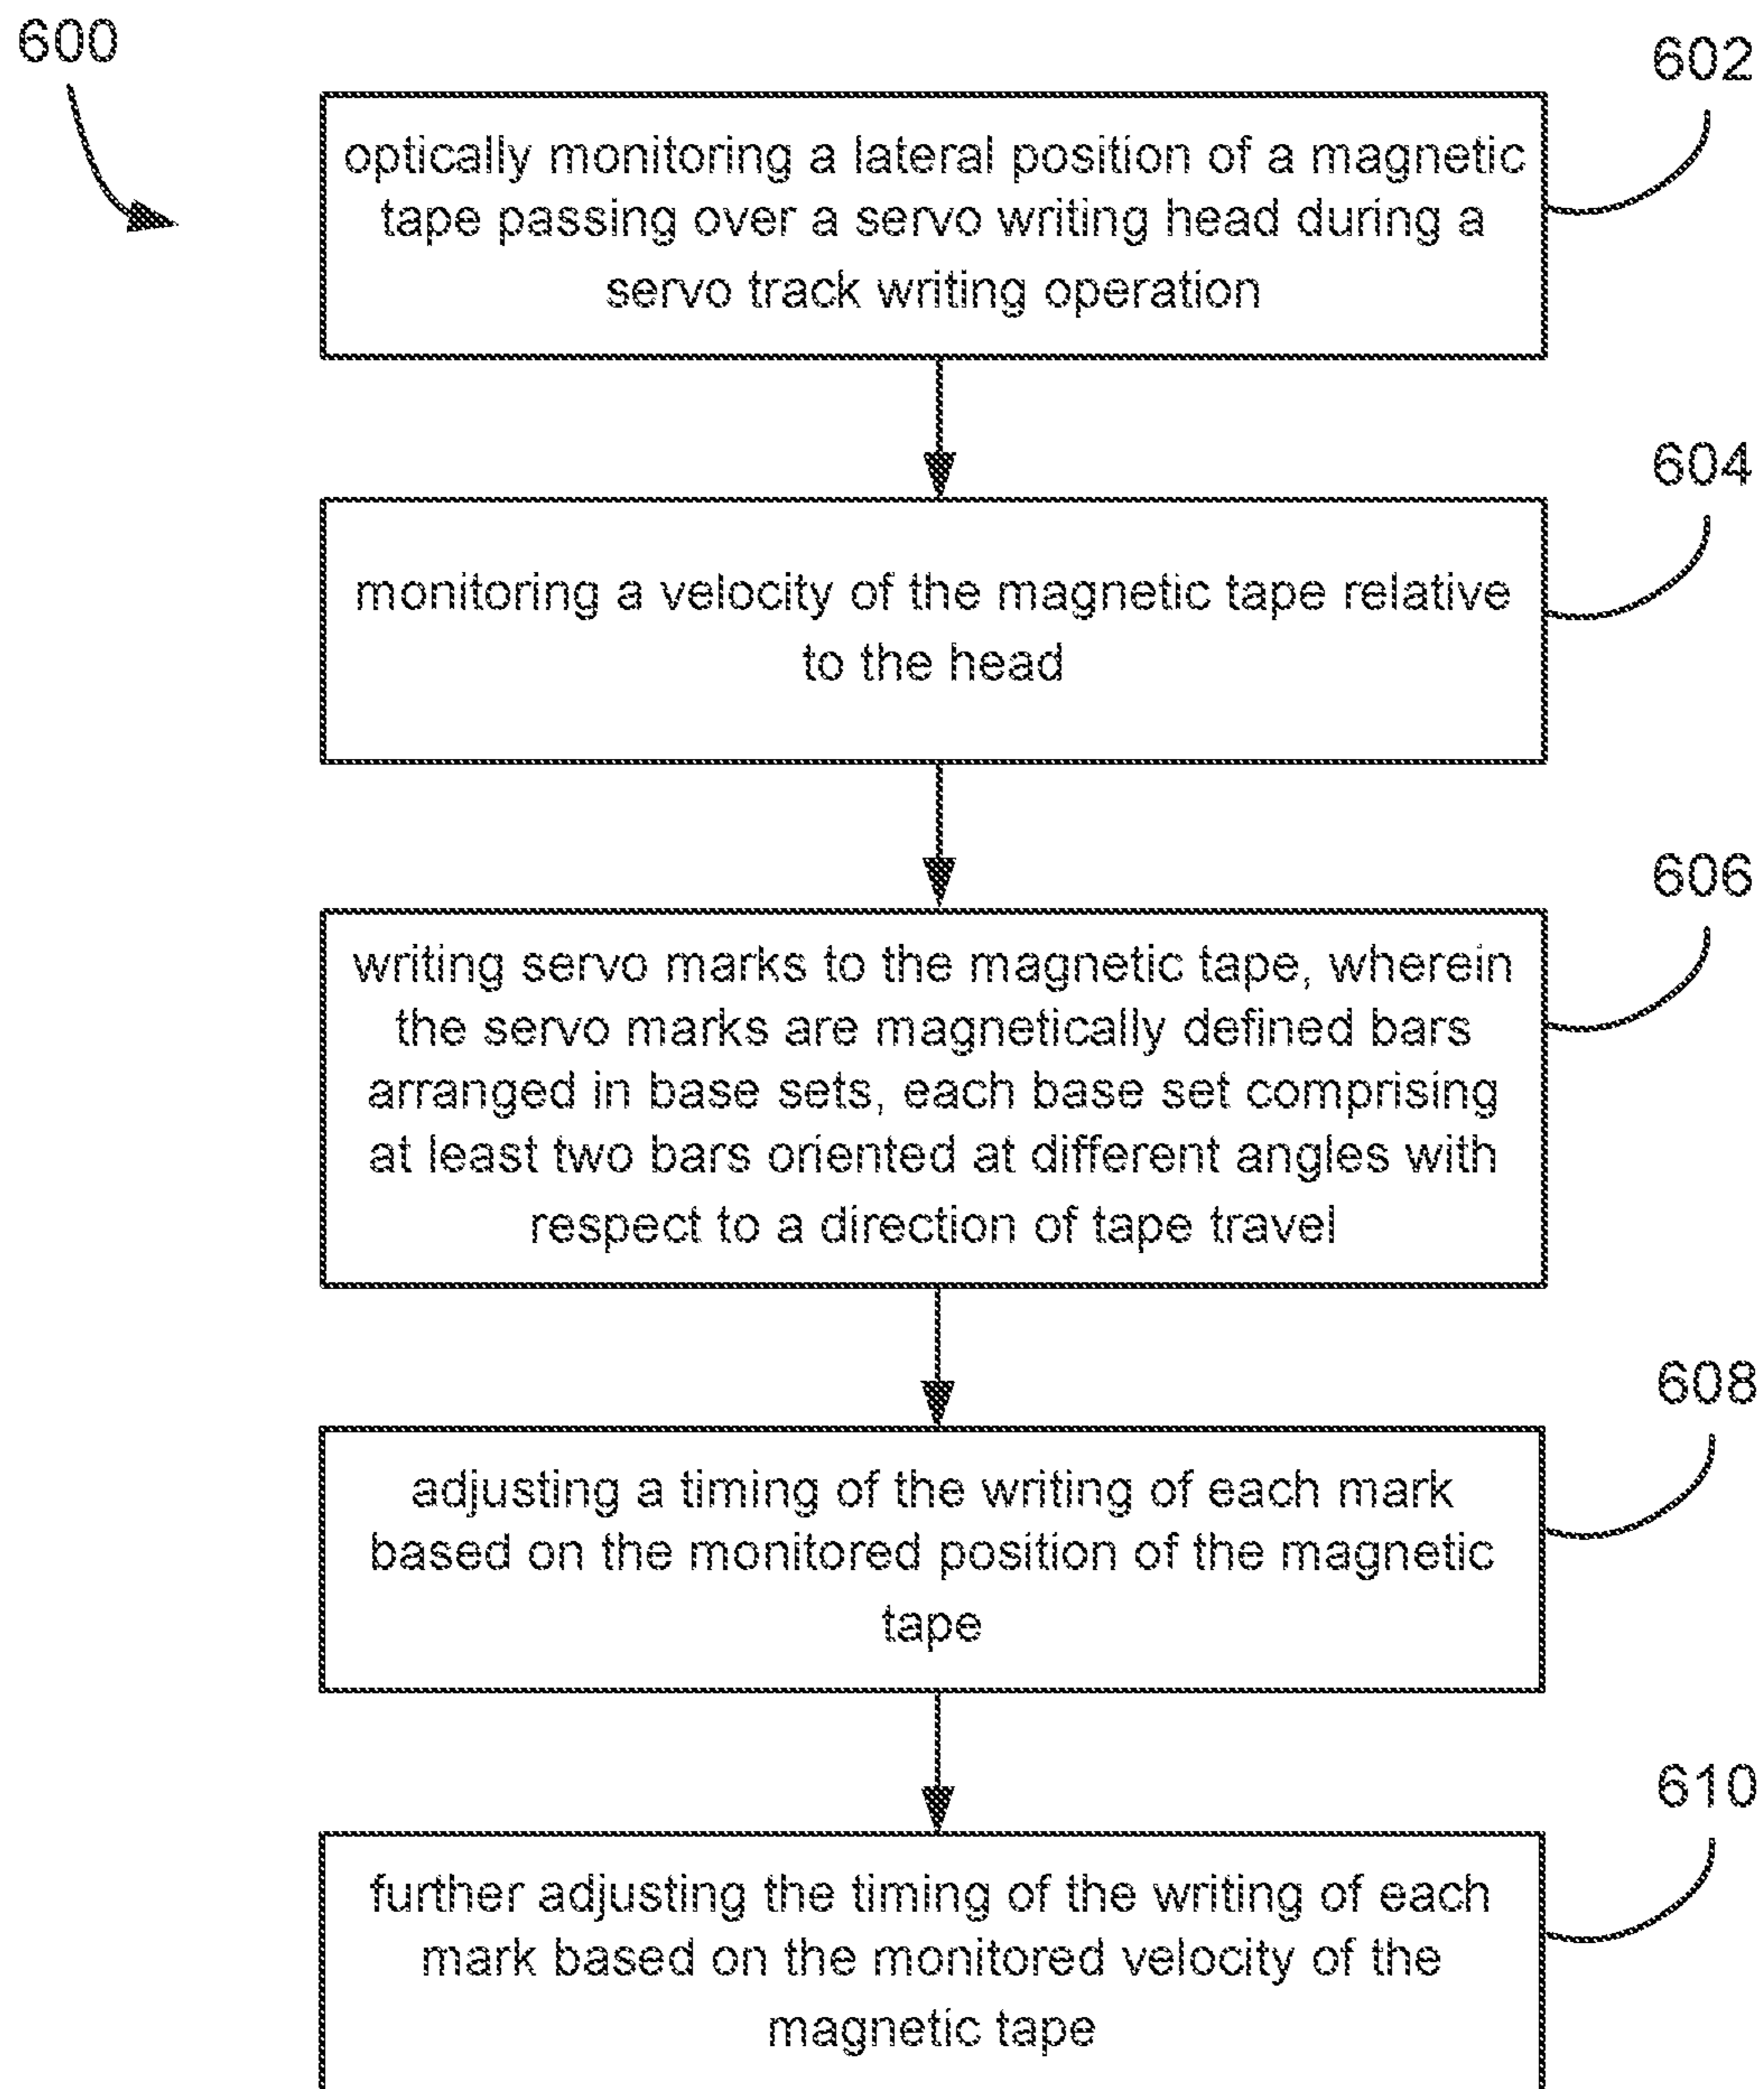 600
602
optically monitoring a lateral position of a magnetic
tape passing over a servo writing head during a
servo track writing operation
604
monitoring a velocity of the magnetic tape relative
to the head
606
writing servo marks to the magnetic tape, wherein
the servo marks are magnetically defined bars
arranged in base sets, each base set comprising
at least two bars oriented at different angles with
respect to a direction of tape travel
608
adjusting a timing of the writing of each mark
based on the monitored position of the magnetic
tape
610
further adjusting the timing of the writing of each
mark based on the monitored velocity of the
magnetic tape